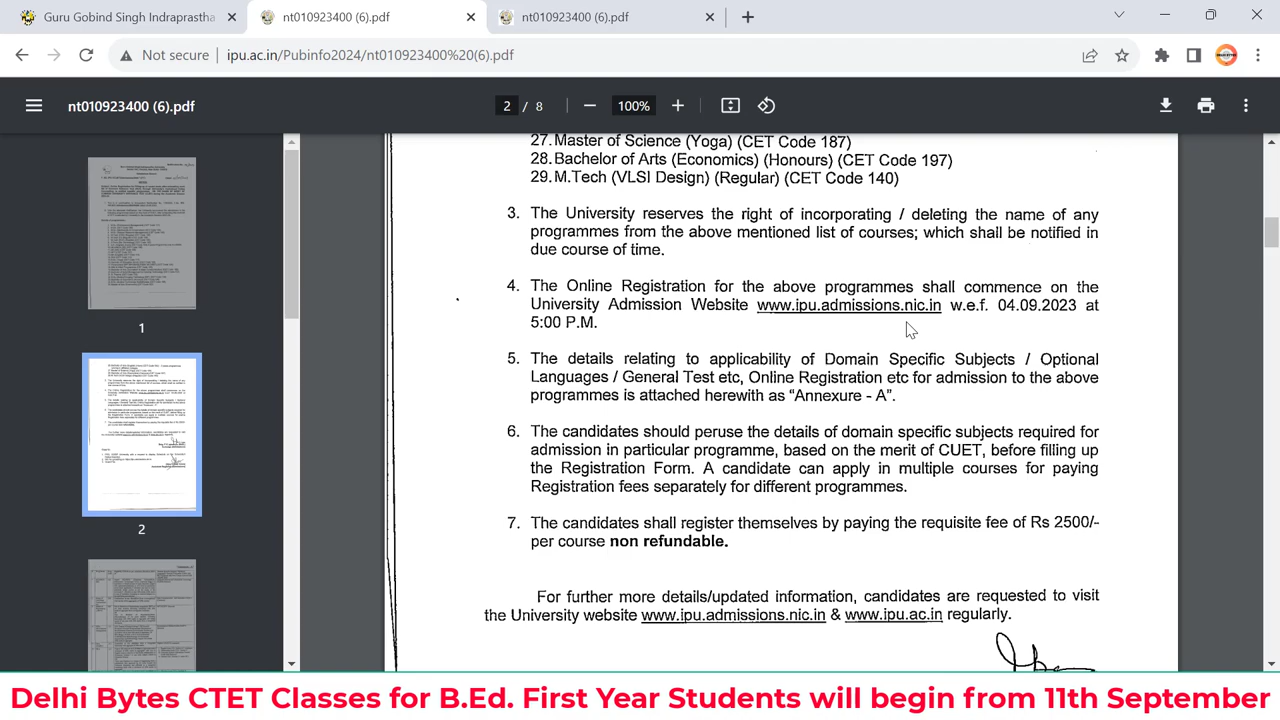 Guru Gobind Singh Indraprastha
nt010923400 (6).pdf
nt010923400 (6).pdf
Not secure
ipu.ac.in/Pubinfo2024/nt010923400%20(6).pdf
nt010923400 (6).pdf
2 / 8
100%
27. Master of Science (Yoga) (CET Code 187)
28. Bachelor of Arts (Economics) (Honours) (CET Code 197)
29. M.Tech (VLSI Design) (Regular) (CET Code 140)
3. The University reserves the right of incorporating / deleting the name of any
programmes from the above mentioned list of courses; which shall be notified in
due course of time.
4. The Online Registration for the above programmes shall commence on the
University Admission Website www.ipu.admissions.nic.in w.e.f. 04.09.2023 at
5:00 P.M.
5. The details relating to applicability of Domain Specific Subjects / Optional
Languages / General Test etc, Online Registration etc for admission to the above
programmes is attached herewith as “Annexure - A”.
6. The candidates should peruse the details of domain specific subjects required for
admission in particular programme, based on the merit of CUET, before filling up
the Registration Form. A candidate can apply in multiple courses for paying
Registration fees separately for different programmes.
7. The candidates shall register themselves by paying the requisite fee of Rs 2500/-
per course non refundable.
For further more details/updated information, candidates are requested to visit
the University website www.ipu.admissions.nic.in & www.ipu.ac.in regularly.
1
2
Delhi Bytes CTET Classes for B.Ed. First Year Students will begin from 11th September